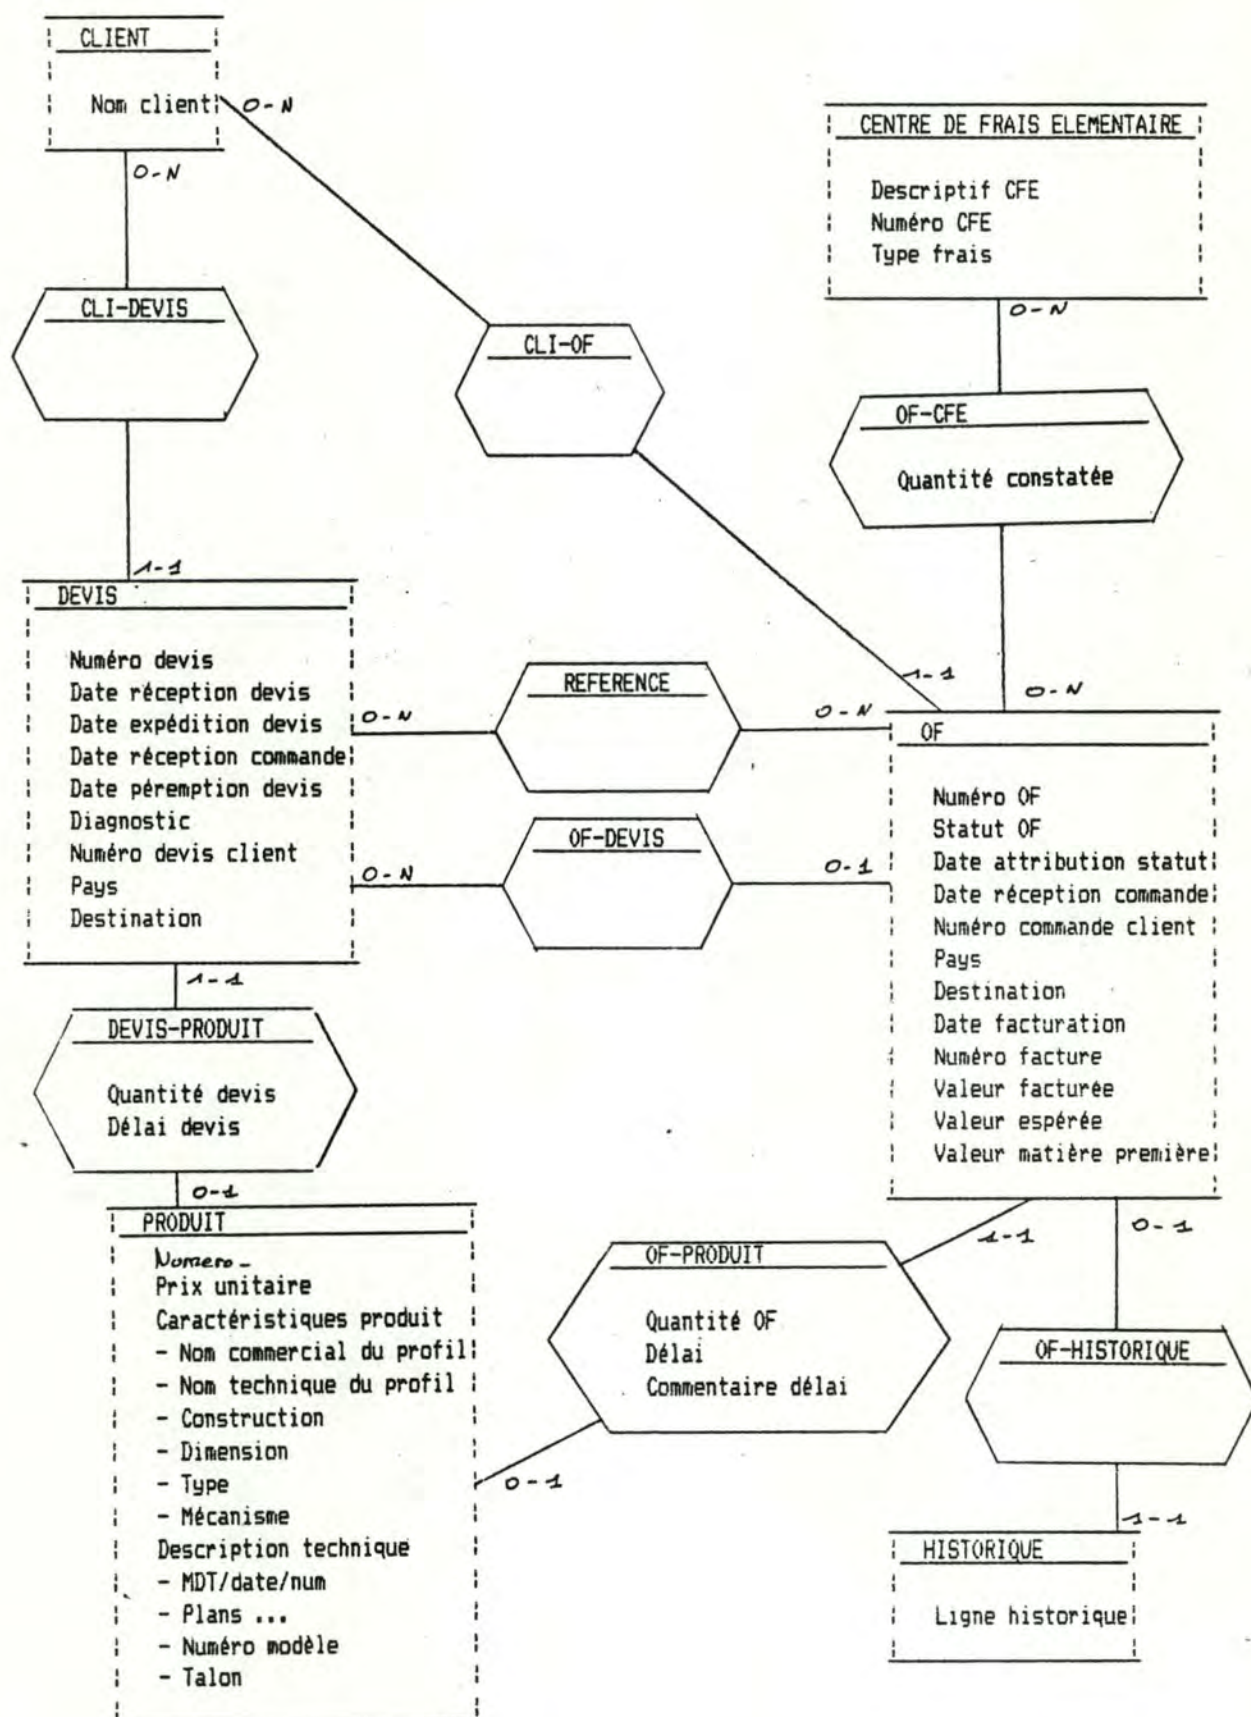 CLIENT
Nom client
0-N
0-N
CENTRE DE FRAIS ELEMENTAIRE
Descriptif CFE
Numéro CFE
Type frais
0-N
CLI-DEVIS
CLI-OF
OF-CFE
Quantité constatée
1-1
DEVIS
Numéro devis
Date réception devis
Date expédition devis
Date réception commande
Date péremption devis
Diagnostic
Numéro devis client
Pays
Destination
0-N
REFERENCE
0-N
0-N
OF-DEVIS
0-1
1-1
0-N
OF
Numéro OF
Statut OF
Date attribution statut
Date réception commande
Numéro commande client
Pays
Destination
Date facturation
Numéro facture
Valeur facturée
Valeur espérée
Valeur matière première
1-1
DEVIS-PRODUIT
Quantité devis
Délai devis
0-1
PRODUIT
Numero -
Prix unitaire
Caractéristiques produit
- Nom commercial du profil
- Nom technique du profil
- Construction
- Dimension
- Type
- Mécanisme
Description technique
- MDT/date/num
- Plans ...
- Numéro modèle
- Talon
1-1
OF-PRODUIT
Quantité OF
Délai
Commentaire délai
0-1
0-1
OF-HISTORIQUE
1-1
HISTORIQUE
Ligne historique